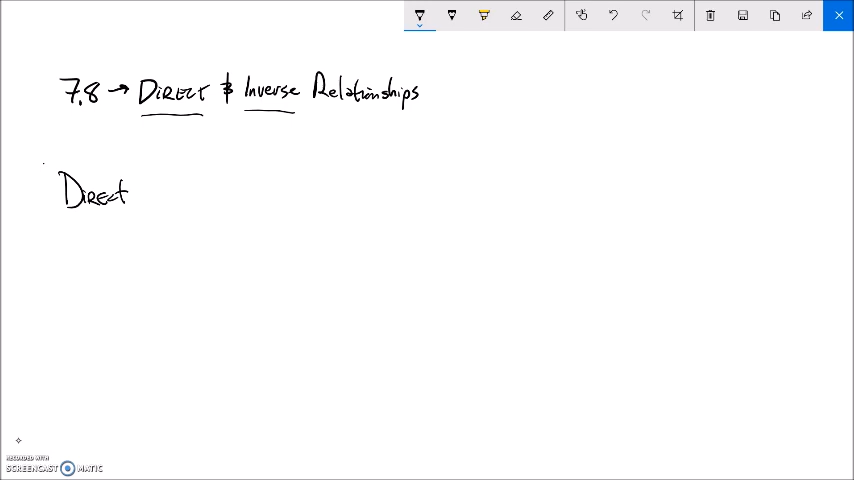 7.8 → Direct & Inverse Relationships
Direct
RECORDED WITH
SCREENCAST MATIC